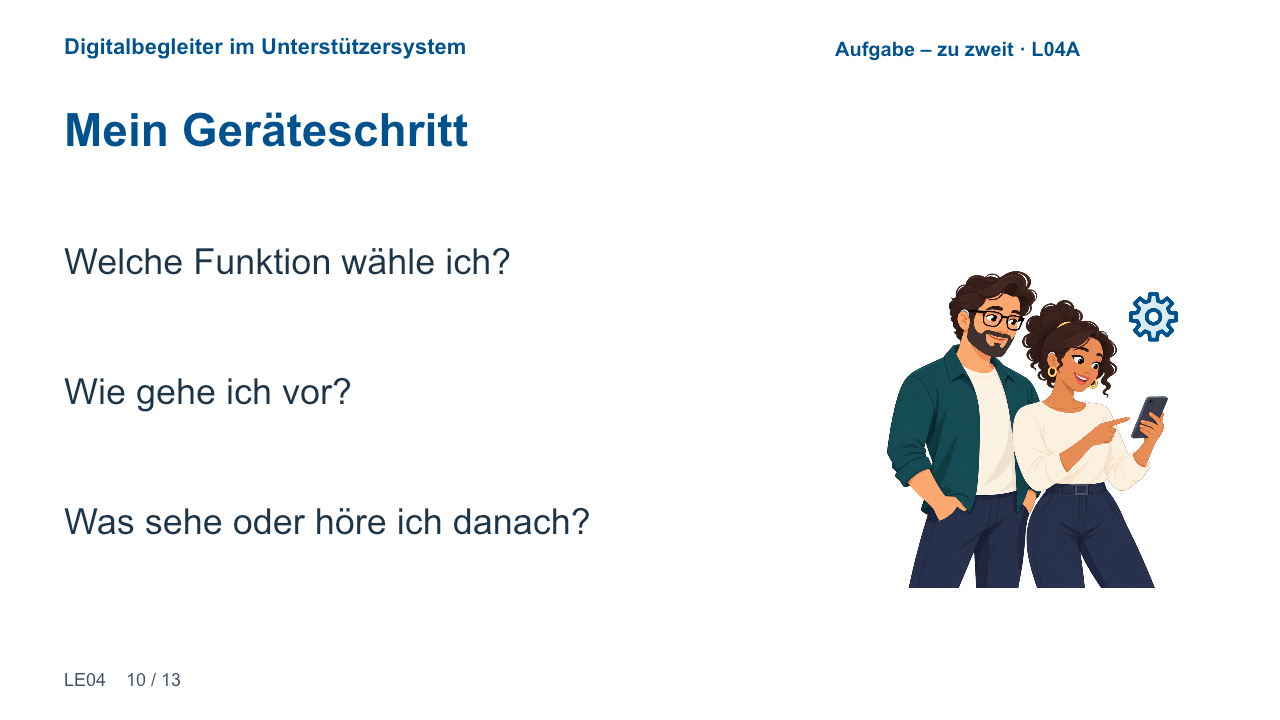 Digitalbegleiter im Unterstützersystem
Aufgabe – zu zweit · L04A
Mein Geräteschritt
Welche Funktion wähle ich?
Wie gehe ich vor?
Was sehe oder höre ich danach?
LE04 10 / 13